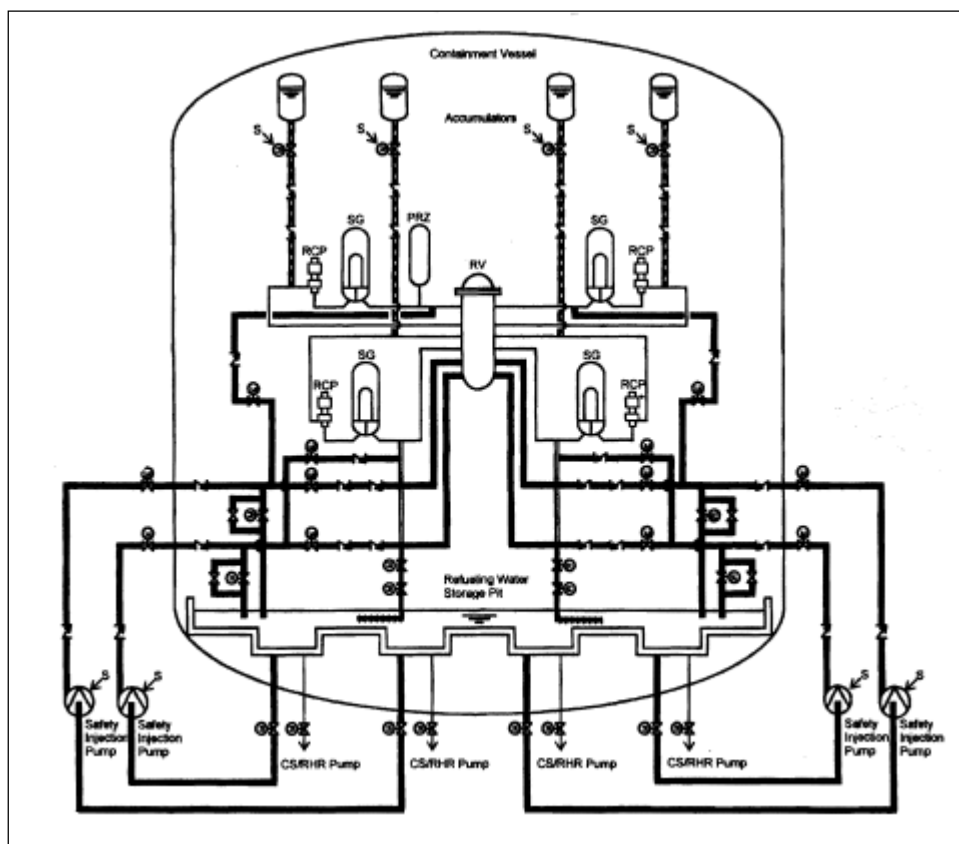 Containment Vessel
Accumulators
S
S
S
S
SG
PRZ
SG
RCP
RV
RCP
SG
SG
RCP
RCP
Refueling Water
Storage Pit
S
S
S
S
Safety
Injection
Pump
Safety
Injection
Pump
Safety
Injection
Pump
Safety
Injection
Pump
CS/RHR Pump
CS/RHR Pump
CS/RHR Pump
CS/RHR Pump